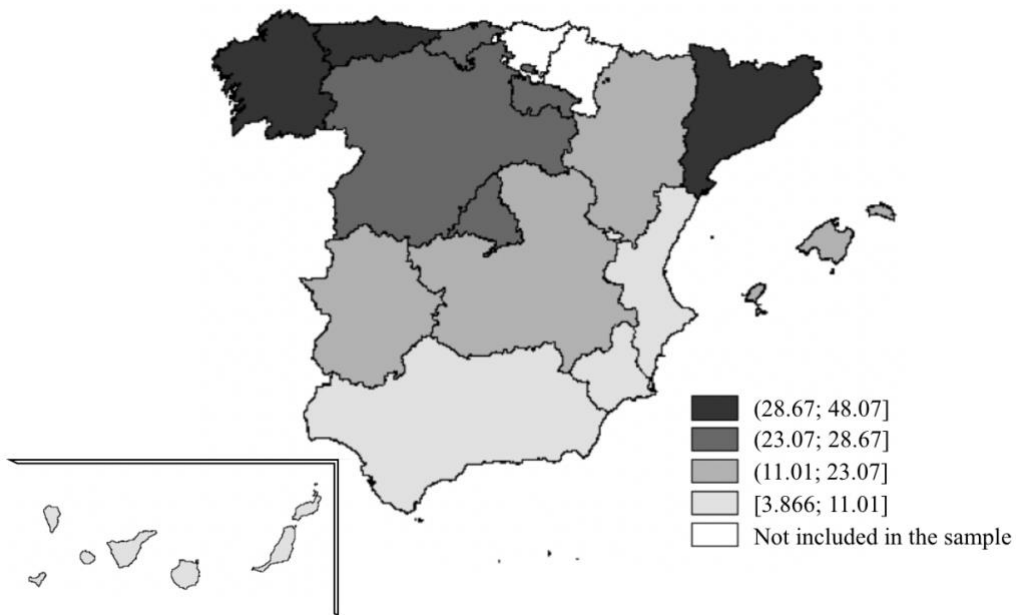 (28.67; 48.07]
(23.07; 28.67]
(11.01; 23.07]
[3.866; 11.01]
Not included in the sample